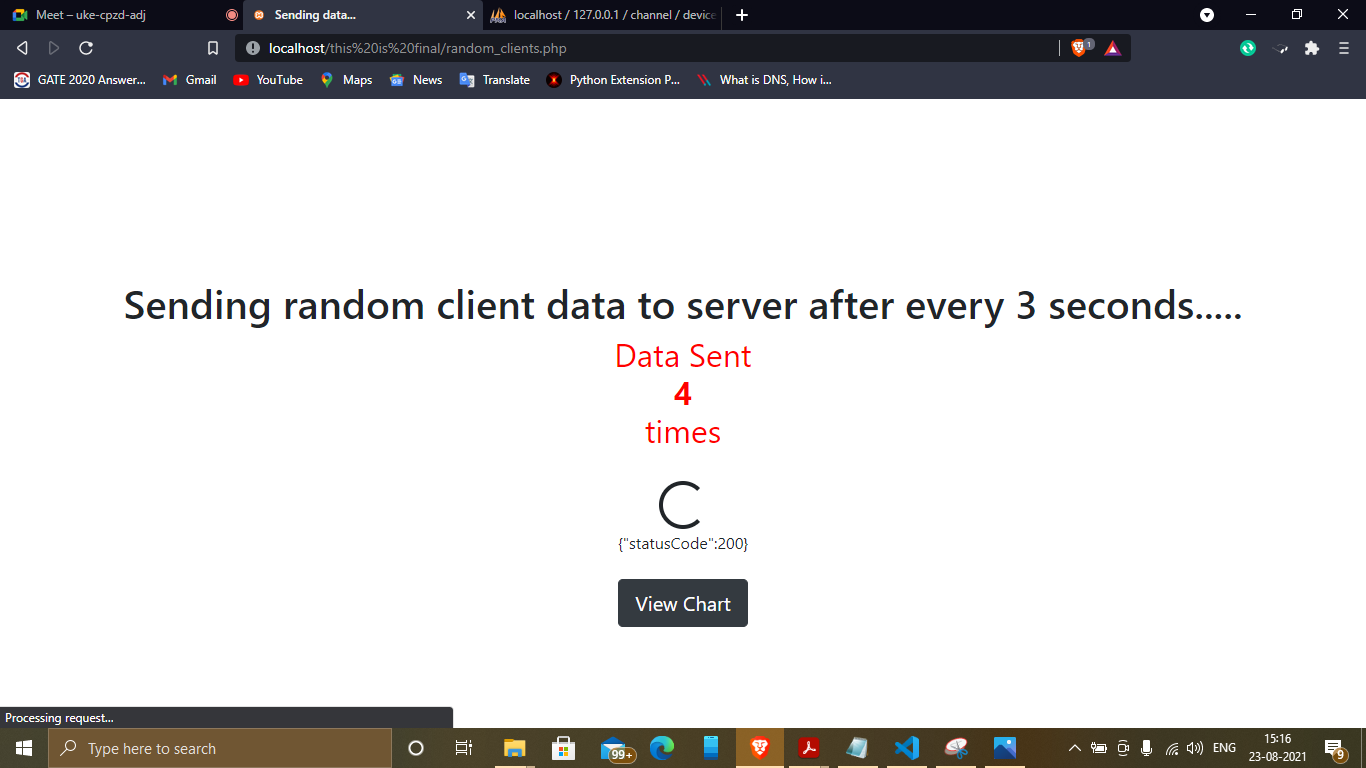 Meet – uke-cpzd-adj
Sending data...
localhost / 127.0.0.1 / channel / device
localhost/this%20is%20final/random_clients.php
1
GATE 2020 Answer...
Gmail
YouTube
Maps
News
Translate
Python Extension P...
What is DNS, How i...
Sending random client data to server after every 3 seconds.....
Data Sent
4
times
{"statusCode":200}
View Chart
Processing request...
Type here to search
99+
ENG
15:16
23-08-2021
9